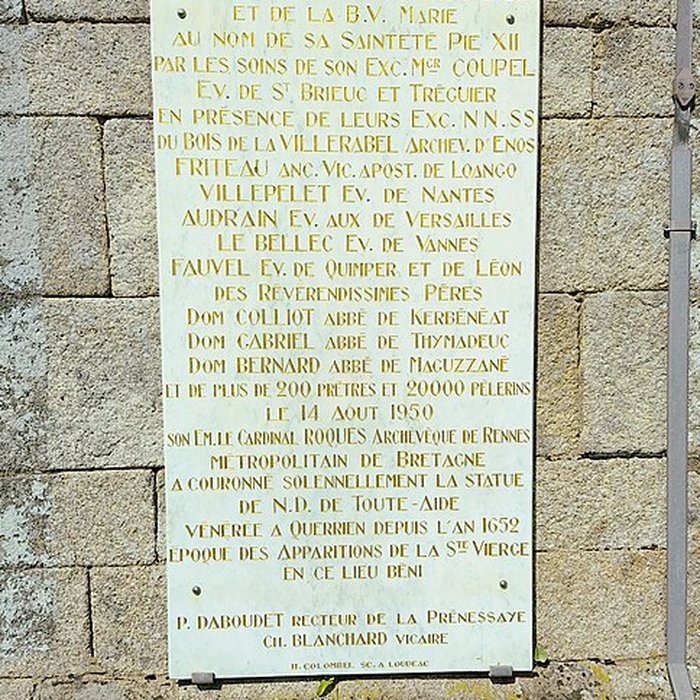 ET DE LA B.V. MARIE
AU NOM DE SA SAINTETÉ PIE XII
PAR LES SOINS DE SON EXC. MGR COUPEL
EV. DE ST BRIEUC ET TRÉGUIER
EN PRÉSENCE DE LEURS EXC. NN.SS
DU BOIS DE LA VILLERABEL ARCHEV. D'ENOS
FRITEAU ANC. VIC. APOST. DE LOANGO
VILLEPELET EV. DE NANTES
AUDRAIN EV. AUX DE VERSAILLES
LE BELLEC EV. DE VANNES
FAUVEL EV. DE QUIMPER ET DE LÉON
DES RÉVÉRENDISSIMES PÈRES
DOM COLLIOT ABBÉ DE KERBÉNÉAT
DOM GABRIEL ABBÉ DE THYMADEUC
DOM BERNARD ABBÉ DE MAGUZZANÉ
ET DE PLUS DE 200 PRÊTRES ET 20000 PÈLERINS
LE 14 AOUT 1950
SON EM. LE CARDINAL ROQUES ARCHEVÊQUE DE RENNES
MÉTROPOLITAIN DE BRETAGNE
A COURONNÉ SOLENNELLEMENT LA STATUE
DE N.D. DE TOUTE-AIDE
VÉNÉRÉE A QUERRIEN DEPUIS L'AN 1652
EPOQUE DES APPARITIONS DE LA STE VIERGE
EN CE LIEU BÉNI
P. DABOUDET RECTEUR DE LA PRÉNESSAYE
CH. BLANCHARD VICAIRE
H. COLOMBEL SC. A LOUDEAC